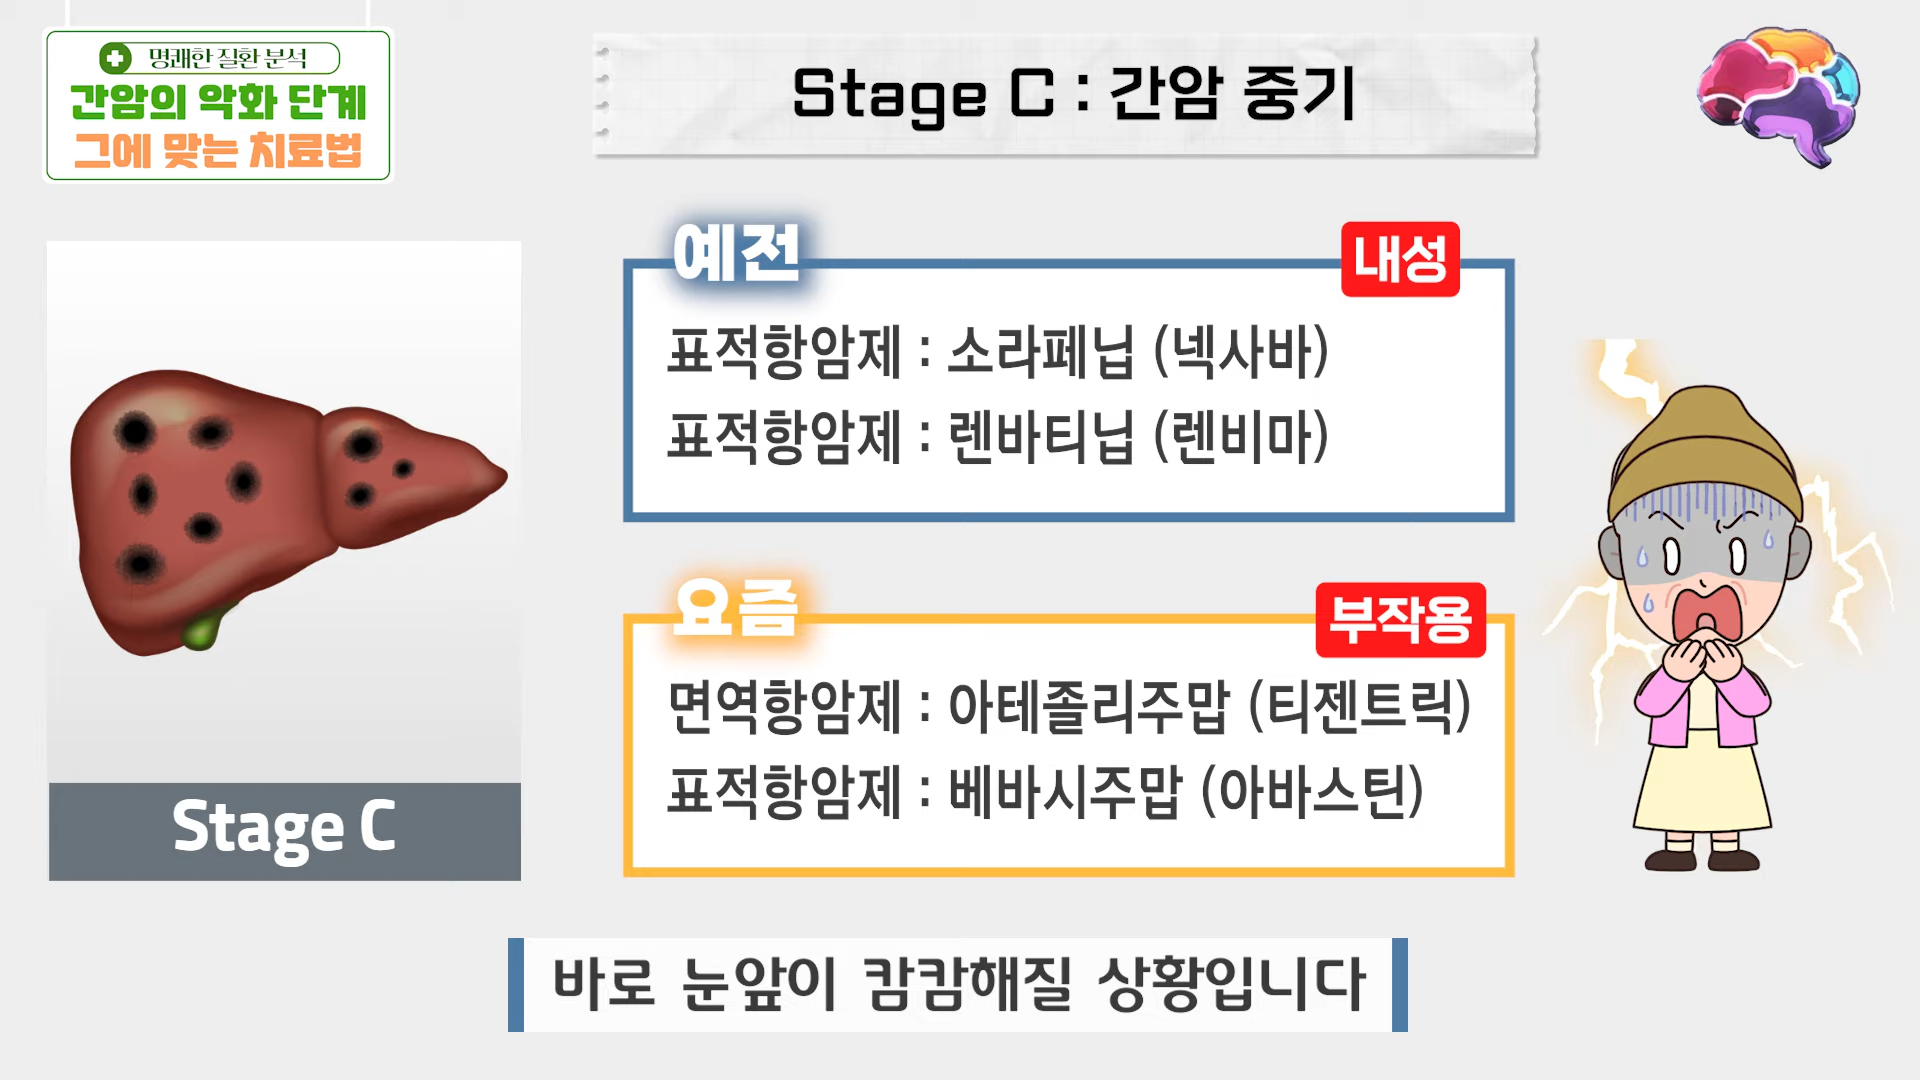 명쾌한 질환 분석
간암의 악화 단계
그에 맞는 치료법
Stage C : 간암 중기
예전
내성
표적항암제 : 소라페닙 (넥사바)
표적항암제 : 렌바티닙 (렌비마)
요즘
부작용
면역항암제 : 아테졸리주맙 (티젠트릭)
표적항암제 : 베바시주맙 (아바스틴)
Stage C
바로 눈앞이 캄캄해질 상황입니다